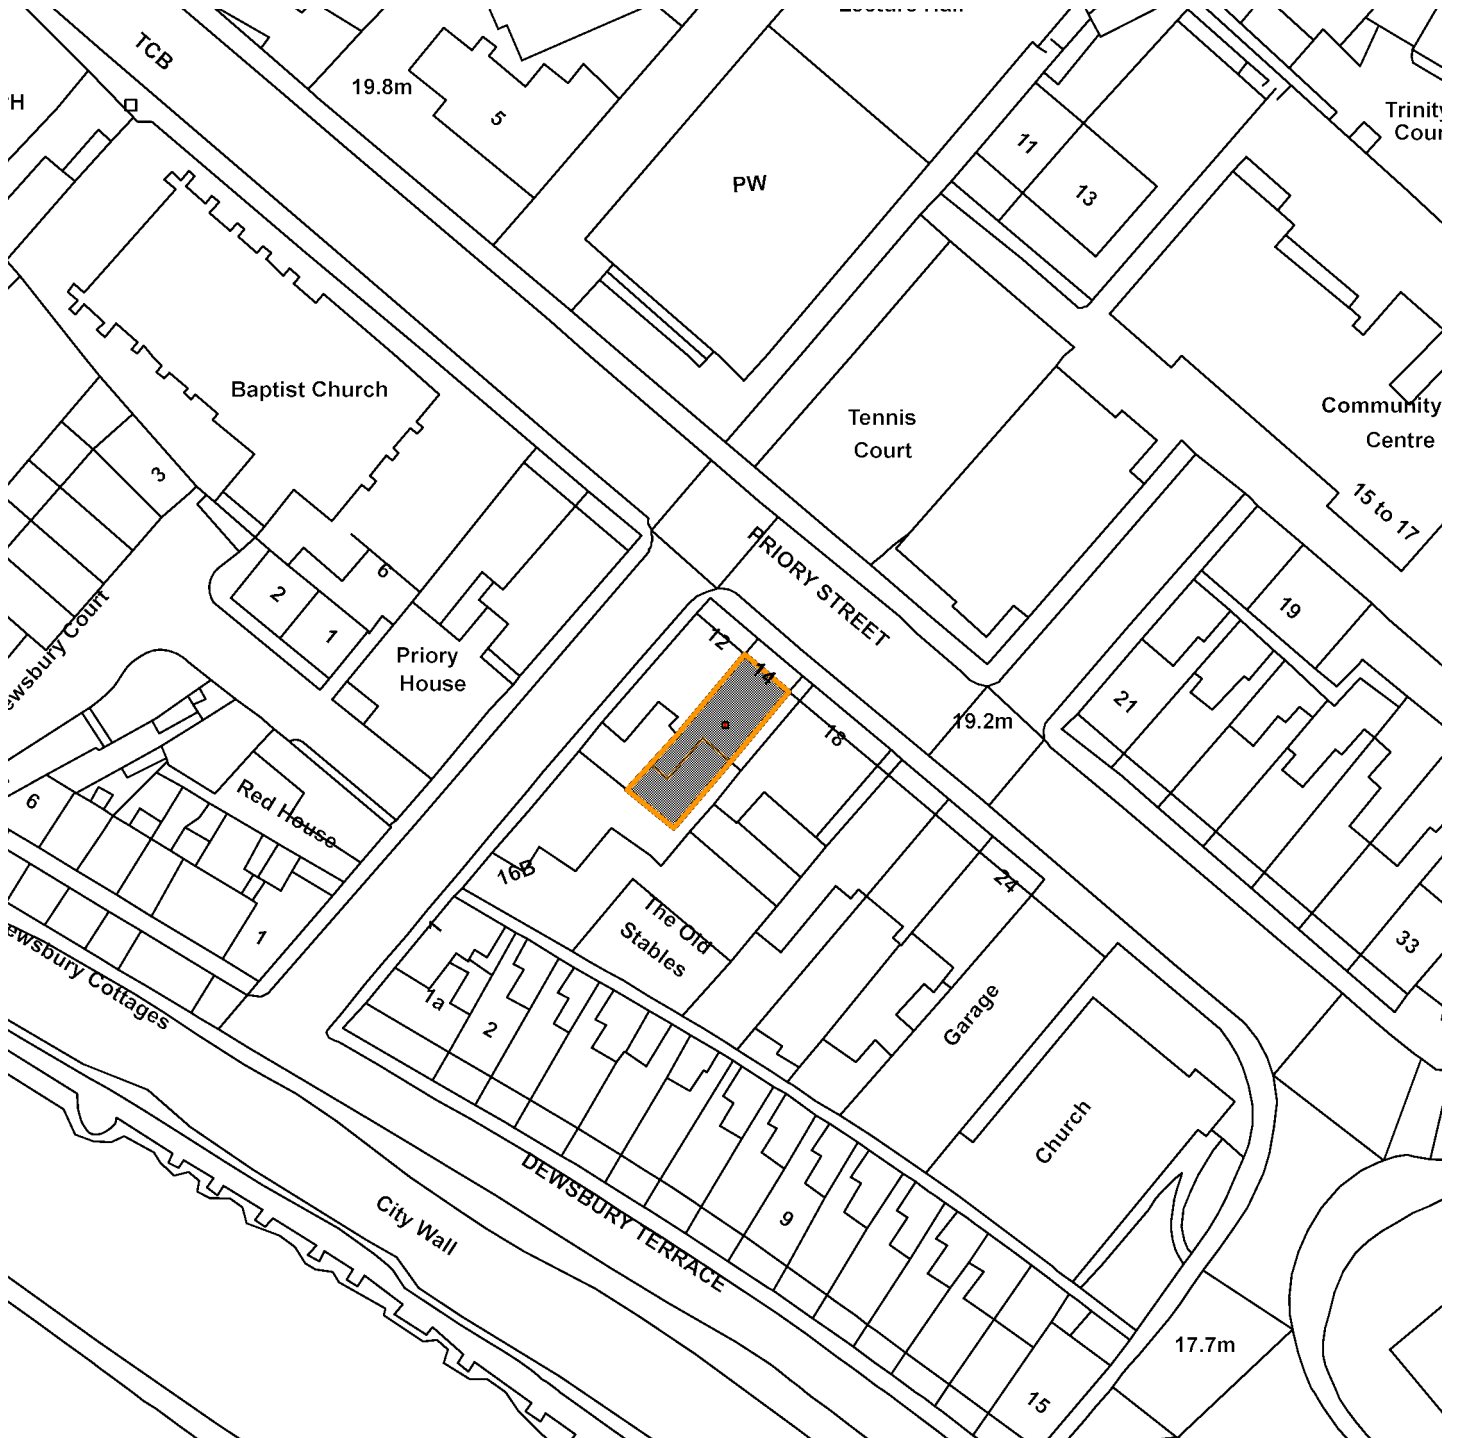 TCB
19.8m
5
PW
11
13
Baptist Church
Tennis
Court
Community
Centre
15 to 17
3
PRIORY STREET
6
2
1
Priory
House
12
14
18
19.2m
19
21
Red House
6
16B
The Old
Stables
24
33
1
1a
2
Garage
Church
City Wall
DEWSBURY TERRACE
9
15
17.7m